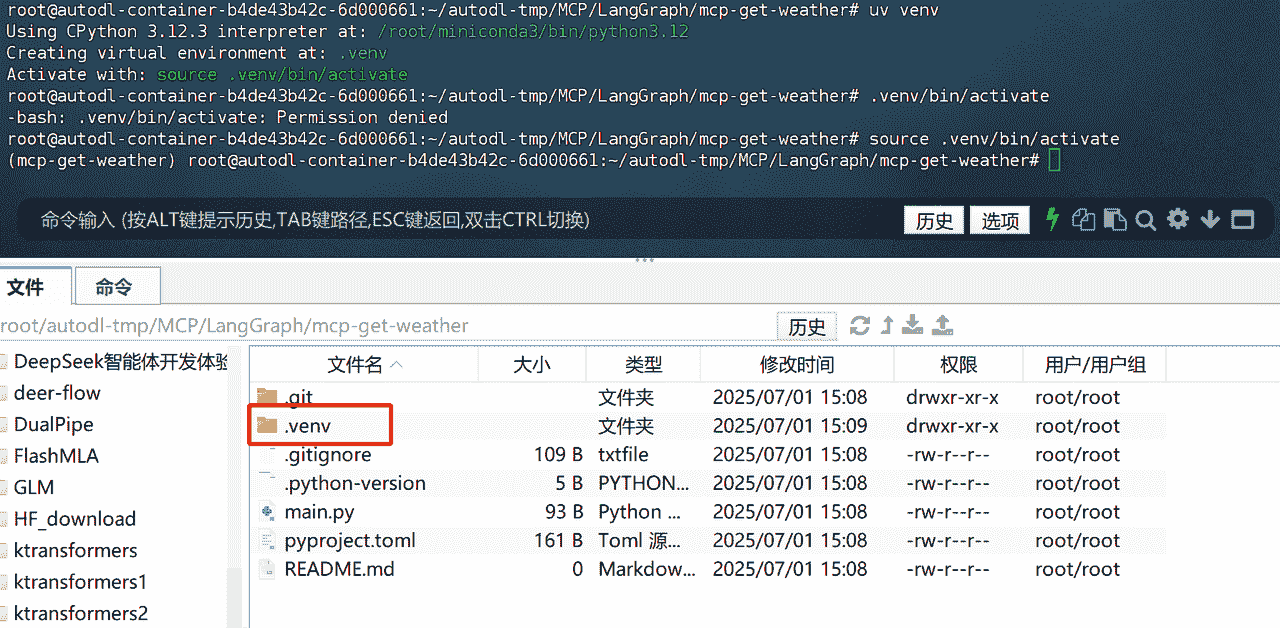 root@autodl-container-b4de43b42c-6d000661:~/autodl-tmp/MCP/LangGraph/mcp-get-weather# uv venv
Using CPython 3.12.3 interpreter at: /root/miniconda3/bin/python3.12
Creating virtual environment at: .venv
Activate with: source .venv/bin/activate
root@autodl-container-b4de43b42c-6d000661:~/autodl-tmp/MCP/LangGraph/mcp-get-weather# .venv/bin/activate
-bash: .venv/bin/activate: Permission denied
root@autodl-container-b4de43b42c-6d000661:~/autodl-tmp/MCP/LangGraph/mcp-get-weather# source .venv/bin/activate
(mcp-get-weather) root@autodl-container-b4de43b42c-6d000661:~/autodl-tmp/MCP/LangGraph/mcp-get-weather#
命令输入 (按ALT键提示历史,TAB键路径,ESC键返回,双击CTRL切换) 历史 选项
文件 命令
root/autodl-tmp/MCP/LangGraph/mcp-get-weather 历史
DeepSeek智能体开发体验
deer-flow
DualPipe
FlashMLA
GLM
HF_download
ktransformers
ktransformers1
ktransformers2
文件名 大小 类型 修改时间 权限 用户/用户组
.git 文件夹 2025/07/01 15:08 drwxr-xr-x root/root
.venv 文件夹 2025/07/01 15:09 drwxr-xr-x root/root
.gitignore 109 B txtfile 2025/07/01 15:08 -rw-r--r-- root/root
.python-version 5 B PYTHON... 2025/07/01 15:08 -rw-r--r-- root/root
main.py 93 B Python ... 2025/07/01 15:08 -rw-r--r-- root/root
pyproject.toml 161 B Toml 源... 2025/07/01 15:08 -rw-r--r-- root/root
README.md 0 Markdow... 2025/07/01 15:08 -rw-r--r-- root/root